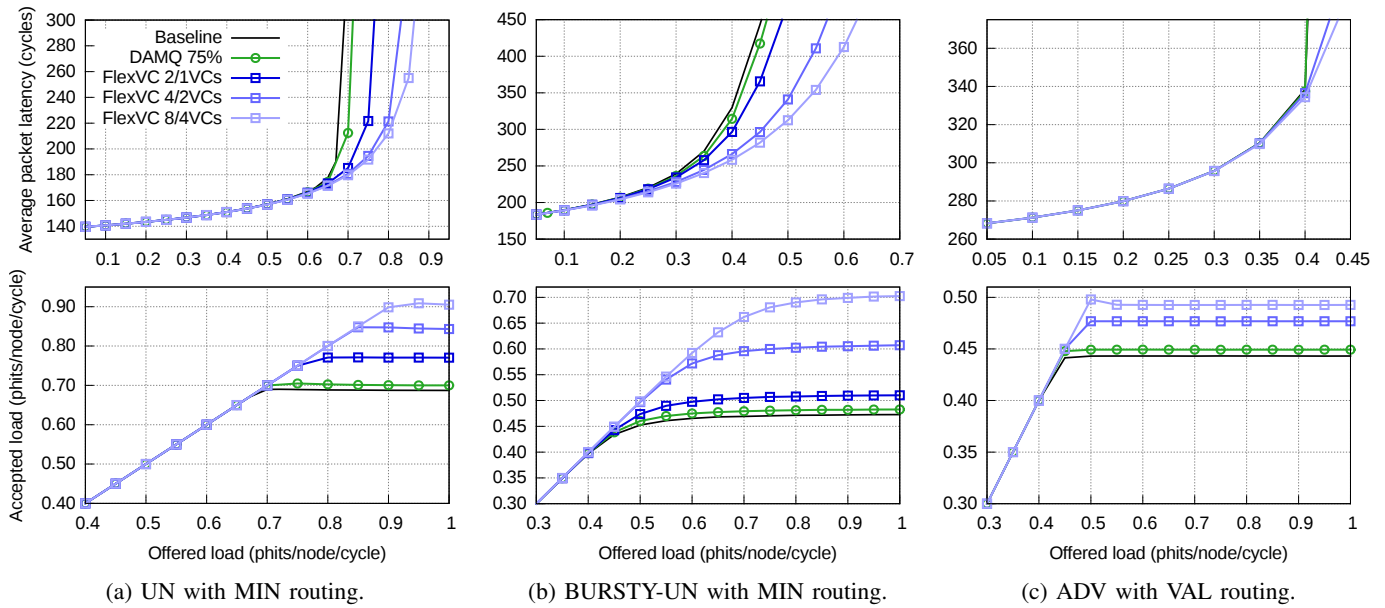 Average packet latency (cycles)
300
280
260
240
220
200
180
160
140
Baseline
DAMQ 75%
FlexVC 2/1VCs
FlexVC 4/2VCs
FlexVC 8/4VCs
0.1 0.2 0.3 0.4 0.5 0.6 0.7 0.8 0.9
450
400
350
300
250
200
150
0.1 0.2 0.3 0.4 0.5 0.6 0.7
360
340
320
300
280
260
0.05 0.1 0.15 0.2 0.25 0.3 0.35 0.4 0.45
Accepted load (phits/node/cycle)
0.90
0.80
0.70
0.60
0.50
0.40
0.4 0.5 0.6 0.7 0.8 0.9 1
Offered load (phits/node/cycle)
0.70
0.65
0.60
0.55
0.50
0.45
0.40
0.35
0.30
0.3 0.4 0.5 0.6 0.7 0.8 0.9 1
Offered load (phits/node/cycle)
0.50
0.45
0.40
0.35
0.30
0.3 0.4 0.5 0.6 0.7 0.8 0.9 1
Offered load (phits/node/cycle)
(a) UN with MIN routing.
(b) BURSTY-UN with MIN routing.
(c) ADV with VAL routing.